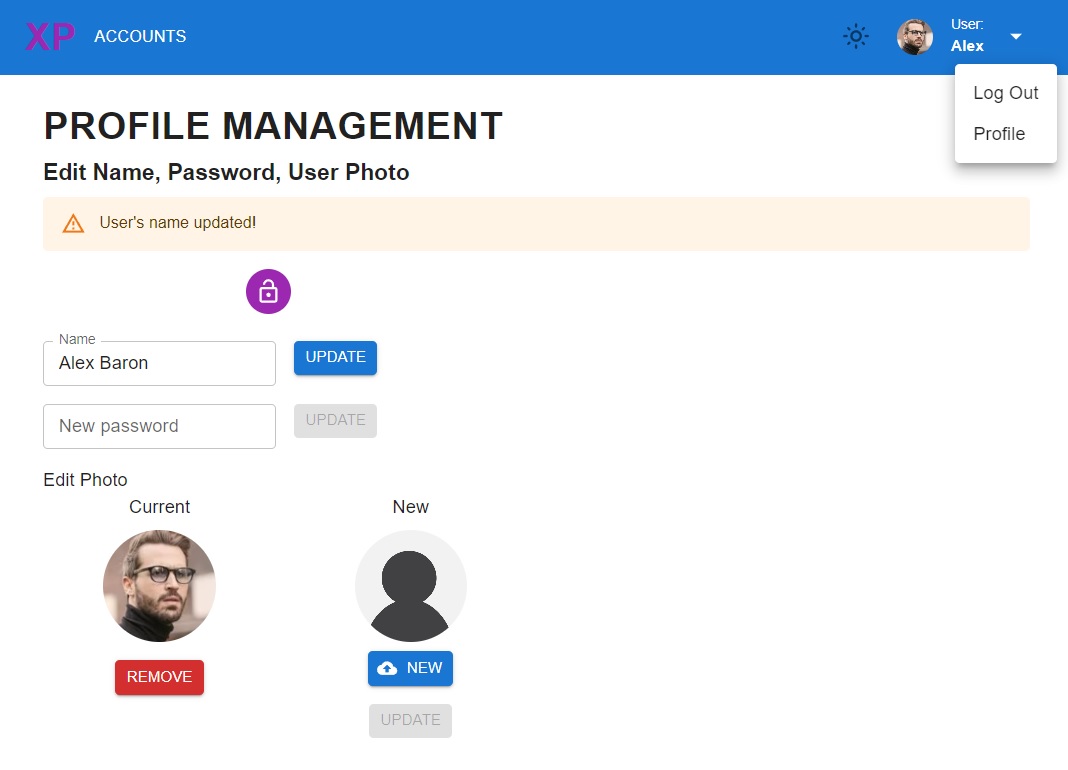 XP ACCOUNTS
User:
Alex
Log Out
Profile
PROFILE MANAGEMENT
Edit Name, Password, User Photo
User's name updated!
Name
Alex Baron
UPDATE
New password
UPDATE
Edit Photo
Current
New
REMOVE
NEW
UPDATE